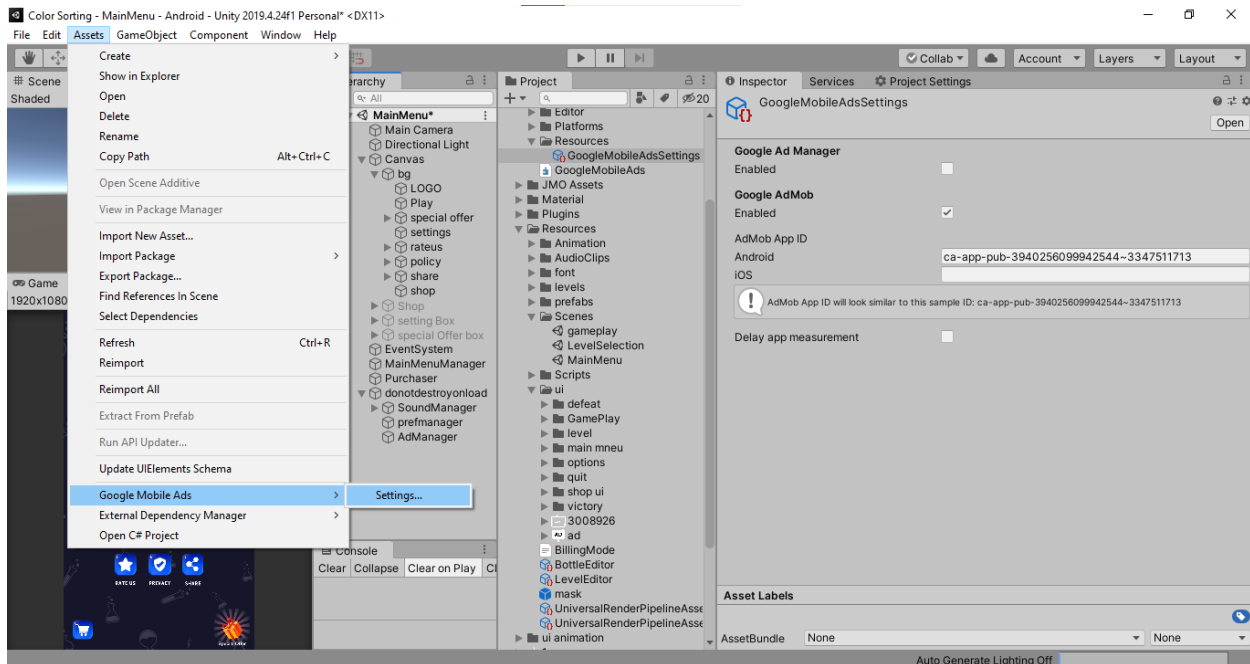 Color Sorting - MainMenu - Android - Unity 2019.4.24f1 Personal* <DX11>
File Edit Assets GameObject Component Window Help
Collab Account Layers Layout
Create
Show in Explorer
Open
Delete
Rename
Copy Path Alt+Ctrl+C
Open Scene Additive
View in Package Manager
Import New Asset...
Import Package
Export Package...
Find References In Scene
Select Dependencies
Refresh Ctrl+R
Reimport
Reimport All
Extract From Prefab
Run API Updater...
Update UIElements Schema
Google Mobile Ads
Settings...
External Dependency Manager
Open C# Project
Scene
Shaded
Game
1920x1080
RATE US PRIVACY SHARE
erarchy
All
MainMenu*
Main Camera
Directional Light
Canvas
bg
LOGO
Play
special offer
settings
rateus
policy
share
shop
Shop
setting Box
special Offer box
EventSystem
MainMenuManager
Purchaser
donotdestroyonload
SoundManager
prefmanager
AdManager
Console
Clear Collapse Clear on Play Cl
Project
20
Editor
Platforms
Resources
GoogleMobileAdsSettings
GoogleMobileAds
JMO Assets
Material
Plugins
Resources
Animation
AudioClips
font
levels
prefabs
Scenes
gameplay
LevelSelection
MainMenu
Scripts
ui
defeat
GamePlay
level
main mneu
options
quit
shop ui
victory
3008926
ad
BillingMode
BottleEditor
LevelEditor
mask
UniversalRenderPipelineAsse
UniversalRenderPipelineAsse
ui animation
Inspector Services Project Settings
GoogleMobileAdsSettings
Open
Google Ad Manager
Enabled
Google AdMob
Enabled
AdMob App ID
Android ca-app-pub-3940256099942544~3347511713
iOS
AdMob App ID will look similar to this sample ID: ca-app-pub-3940256099942544~3347511713
Delay app measurement
Asset Labels
AssetBundle None None
Auto Generate Lighting Off